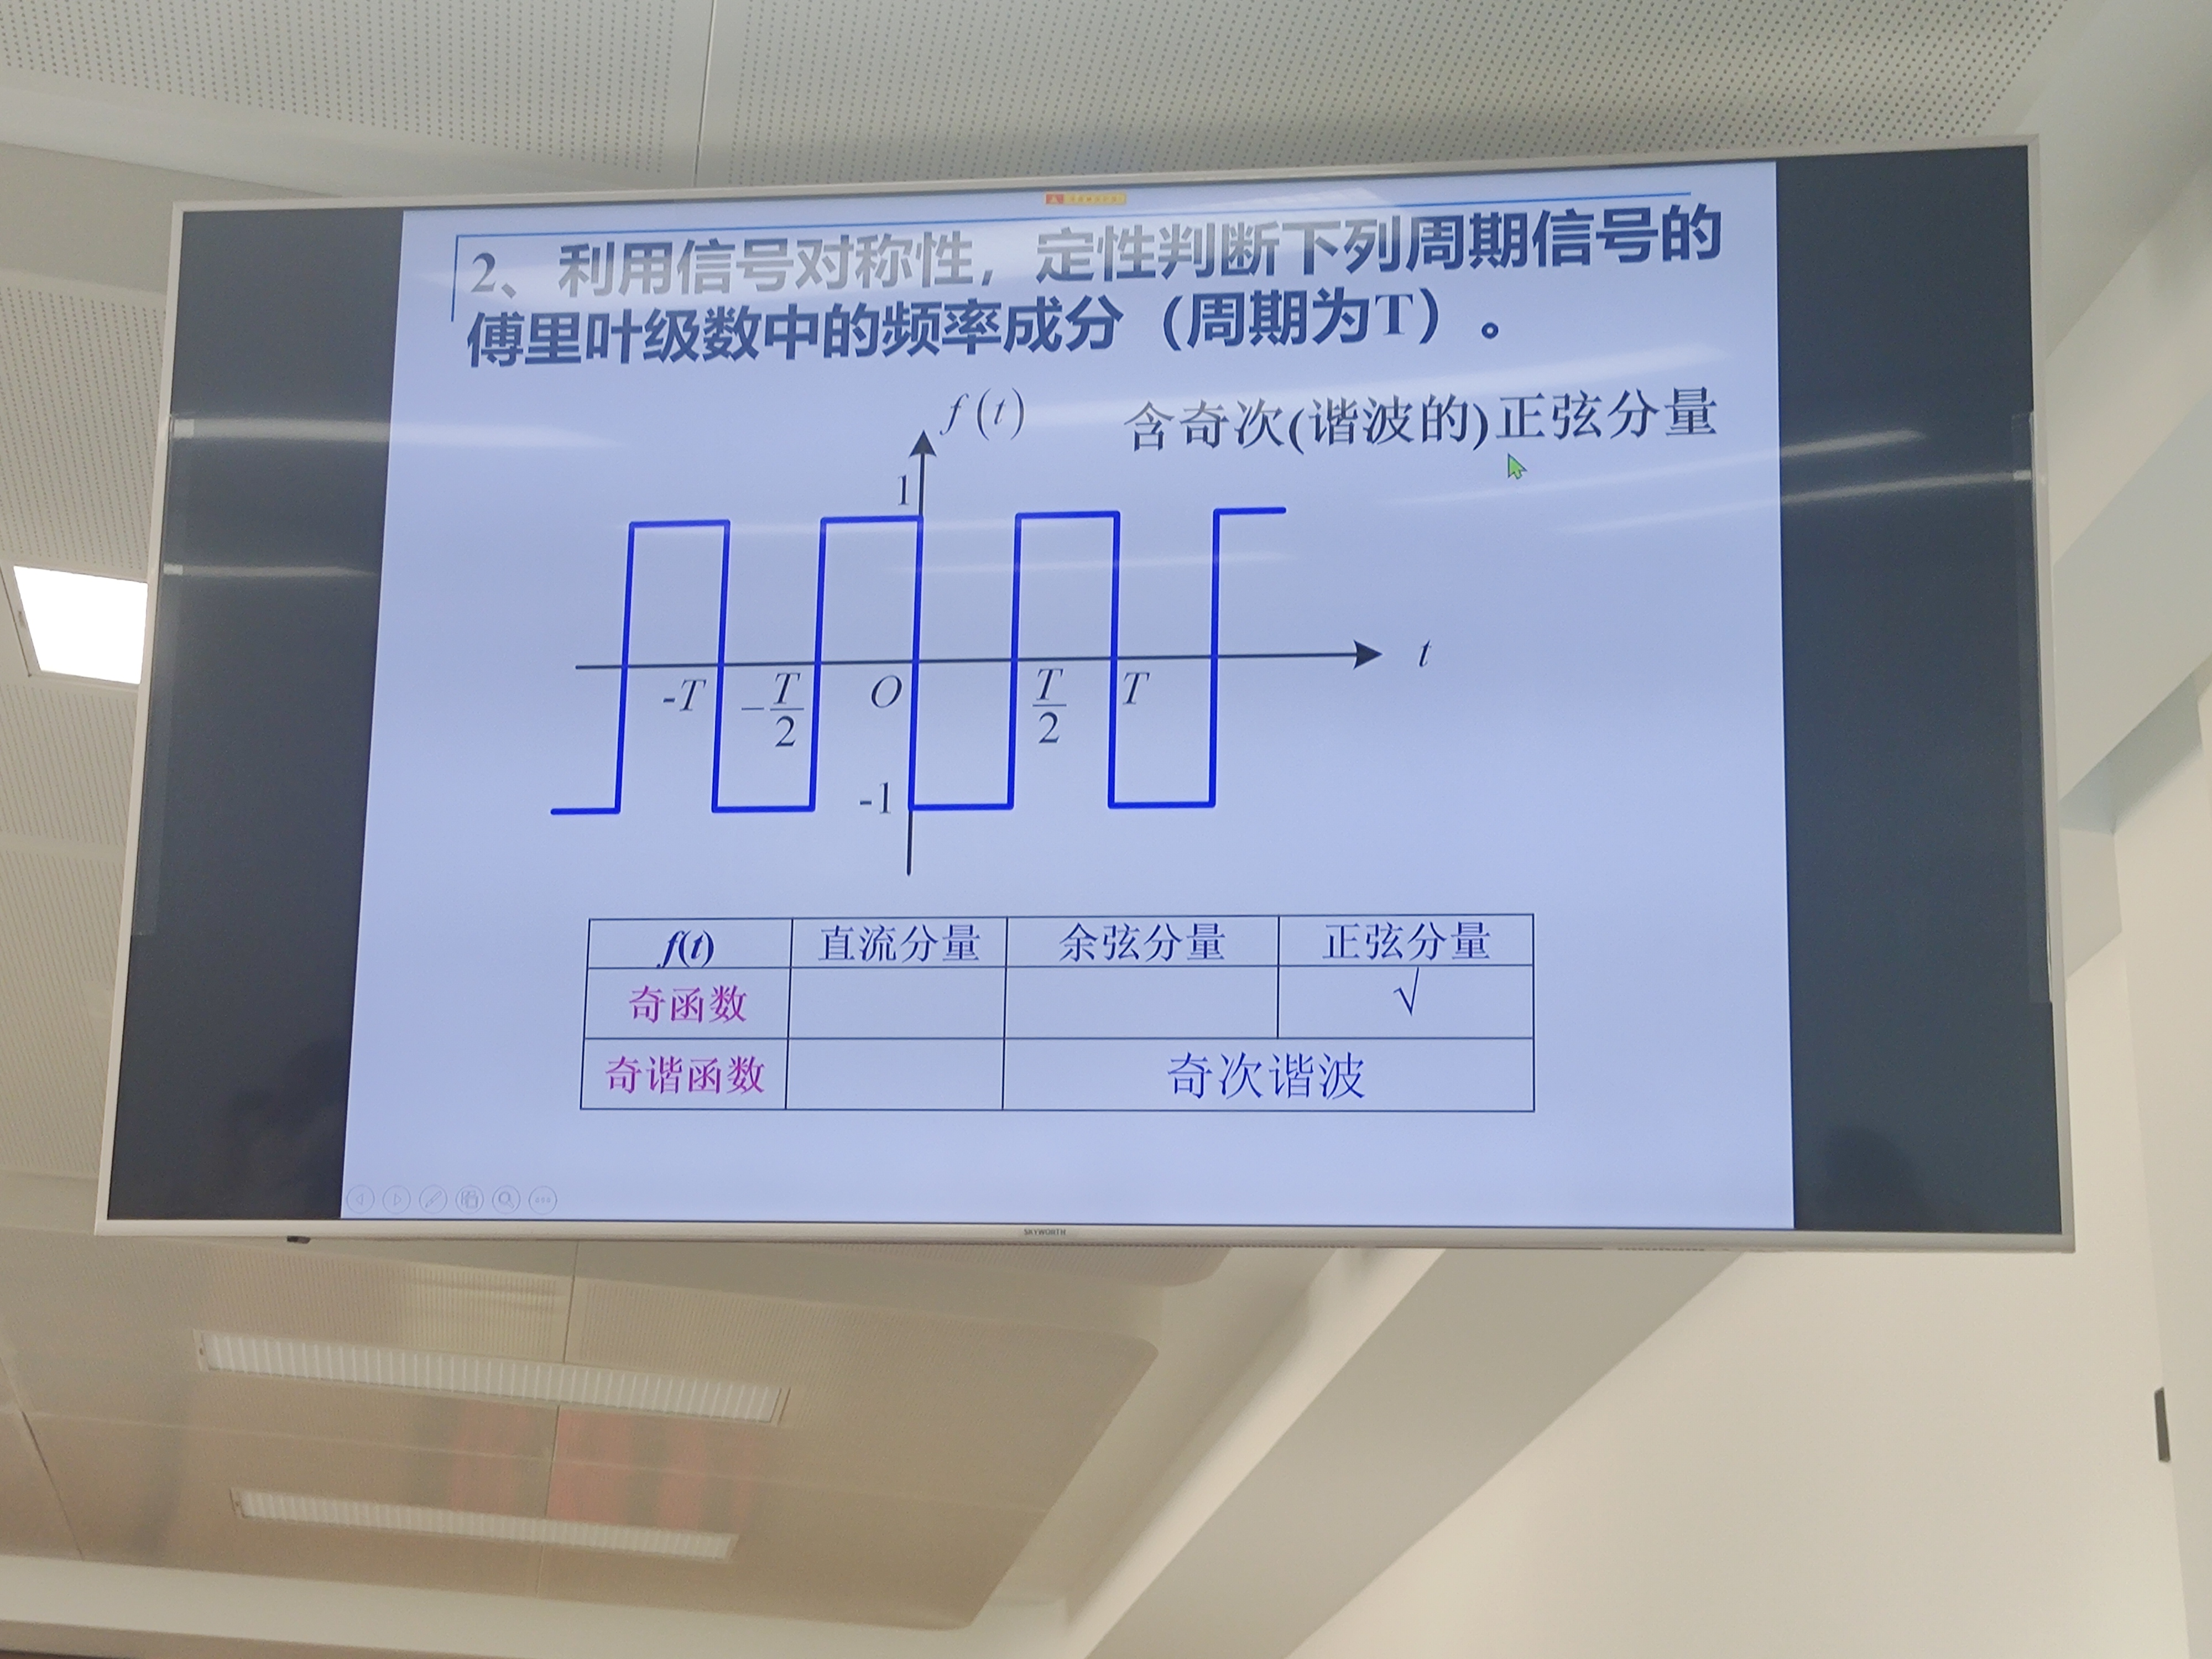 2、利用信号对称性，定性判断下列周期信号的
傅里叶级数中的频率成分（周期为T）。
f(t)
含奇次(谐波的)正弦分量
1
t
-T
-T/2
O
T/2
T
-1
f(t) 直流分量 余弦分量 正弦分量
奇函数 √
奇谐函数 奇次谐波
SKYWORTH